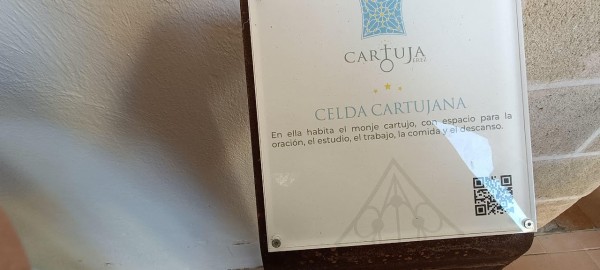 CARTUJA
CELDA CARTUJANA
En ella habita el monje cartujo, con espacio para la
oración, el estudio, el trabajo, la comida y el descanso.